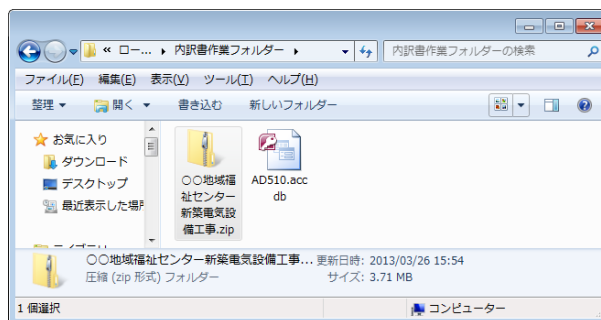 « ロー... ▸ 内訳書作業フォルダー ▸ 内訳書作業フォルダーの検索
ファイル(F) 編集(E) 表示(V) ツール(T) ヘルプ(H)
整理 ▼ 開く ▼ 書き込む 新しいフォルダー
お気に入り
ダウンロード
デスクトップ
最近表示した場所
〇〇地域福
祉センター
新築電気設
備工事.zip
AD510.acc
db
〇〇地域福祉センター新築電気設備工事... 更新日時: 2013/03/26 15:54
圧縮 (zip 形式) フォルダー サイズ: 3.71 MB
1 個選択 コンピューター